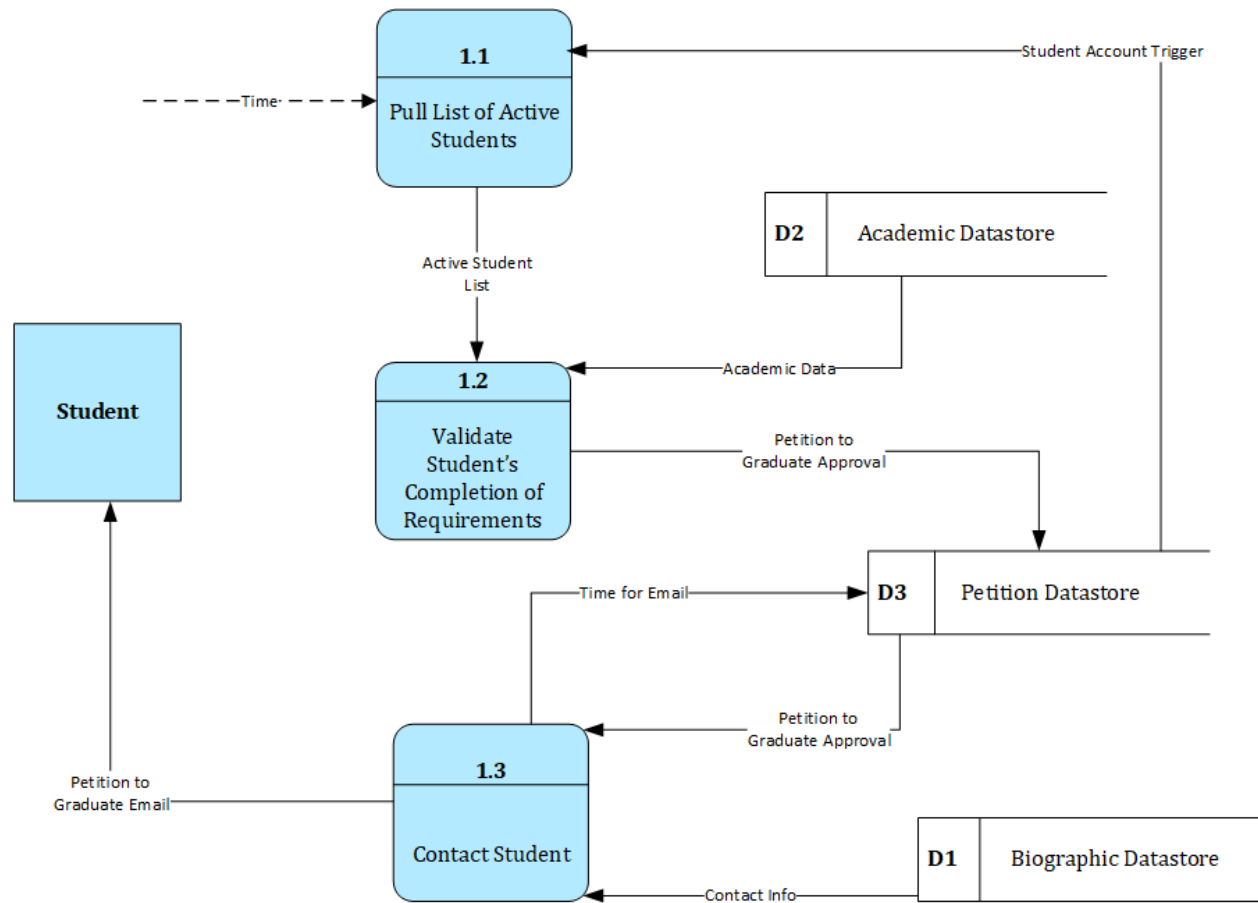 1.1
Student Account Trigger
Time
Pull List of Active
Students
D2
Academic Datastore
Active Student
List
Academic Data
1.2
Student
Validate
Student’s
Completion of
Requirements
Petition to
Graduate Approval
Time for Email
D3
Petition Datastore
Petition to
Graduate Approval
1.3
Petition to
Graduate Email
Contact Student
D1
Biographic Datastore
Contact Info